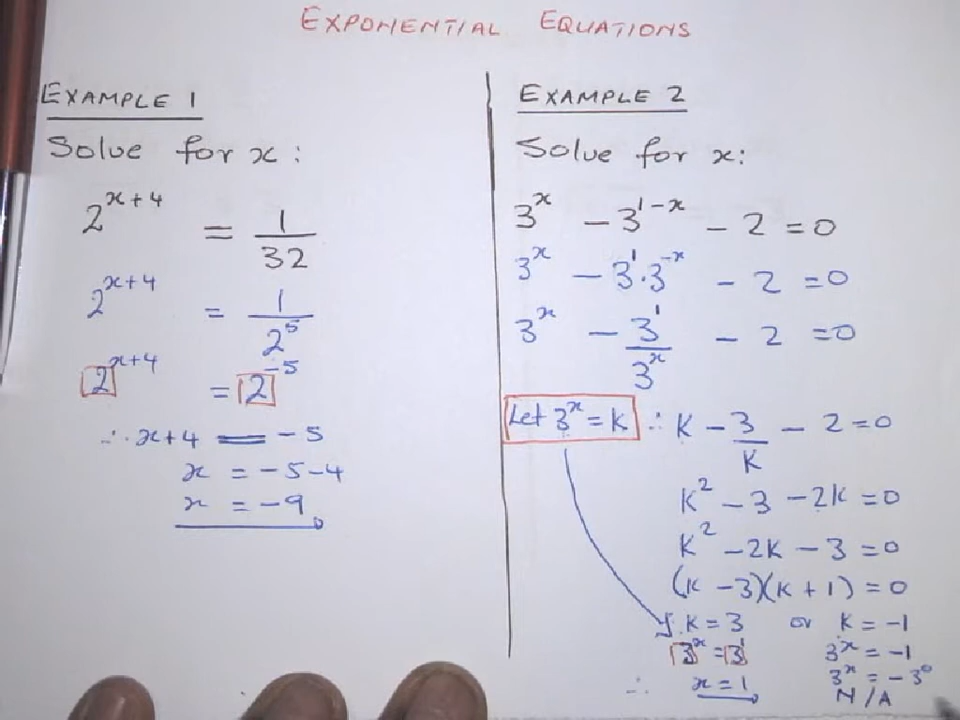 EXPONENTIAL EQUATIONS
EXAMPLE 1
Solve for x:
2^(x+4) = 1/32
2^(x+4) = 1/2^5
2^(x+4) = 2^(-5)
∴ x+4 = -5
x = -5-4
x = -9
EXAMPLE 2
Solve for x:
3^x - 3^(1-x) - 2 = 0
3^x - 3^1·3^(-x) - 2 = 0
3^x - 3^1/3^x - 2 = 0
Let 3^x = k ∴ k - 3/k - 2 = 0
k^2 - 3 - 2k = 0
k^2 - 2k - 3 = 0
(k - 3)(k + 1) = 0
k = 3 or k = -1
3^x = 3^1 3^x = -1
∴ x = 1 3^x = -3^0
N/A